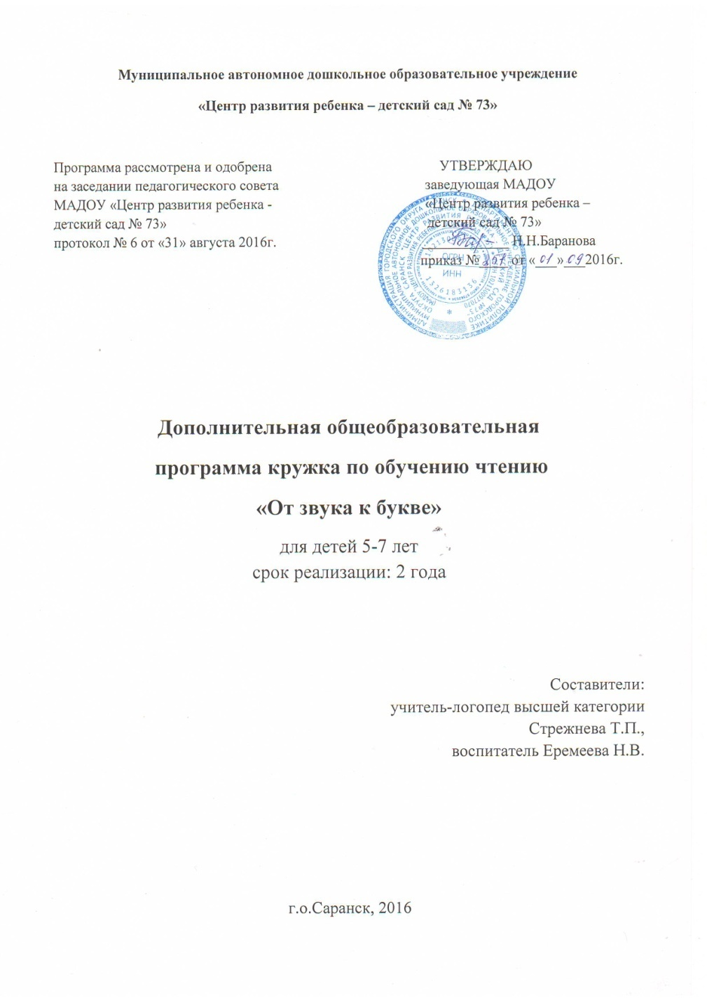 Муниципальное автономное дошкольное образовательное учреждение
«Центр развития ребенка – детский сад № 73»
Программа рассмотрена и одобрена
на заседании педагогического совета
МАДОУ «Центр развития ребенка -
детский сад № 73»
протокол № 6 от «31» августа 2016г.
УТВЕРЖДАЮ
заведующая МАДОУ
«Центр развития ребенка –
детский сад № 73»
Н.Н.Баранова
приказ № от «01» 09 2016г.
ОГРН
ИНН
1326183136
Дополнительная общеобразовательная
программа кружка по обучению чтению
«От звука к букве»
для детей 5-7 лет
срок реализации: 2 года
Составители:
учитель-логопед высшей категории
Стрежнева Т.П.,
воспитатель Еремеева Н.В.
г.о.Саранск, 2016